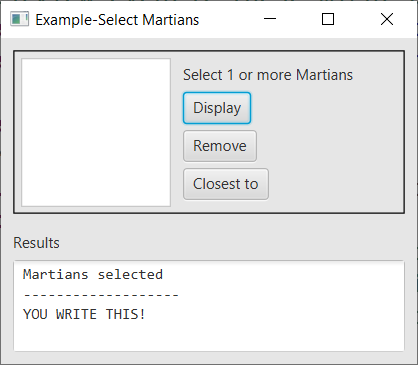 Example-Select Martians
Select 1 or more Martians
Display
Remove
Closest to
Results
Martians selected
-------------------
YOU WRITE THIS!